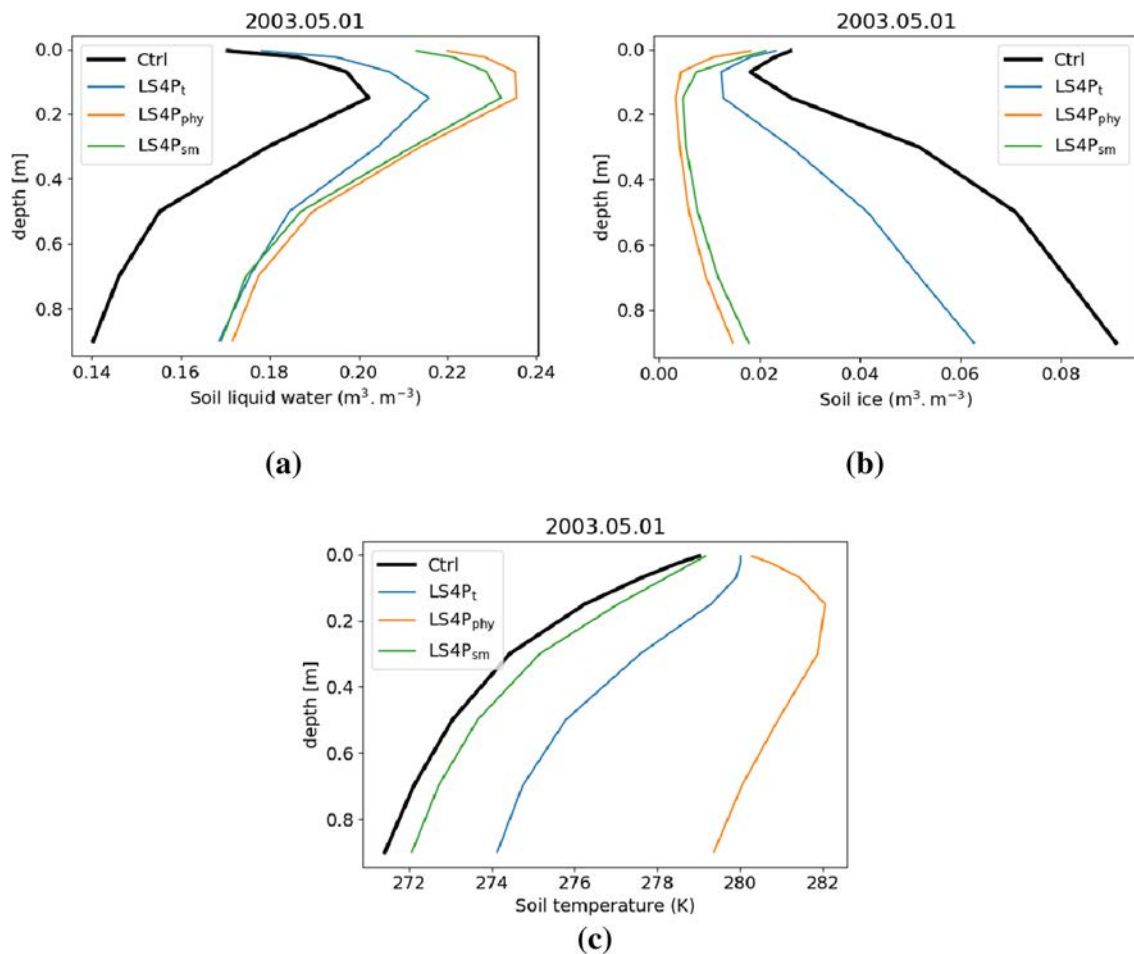 2003.05.01
0.0
0.2
0.4
0.6
0.8
depth [m]
Ctrl
LS4Pt
LS4Pphy
LS4Psm
0.14 0.16 0.18 0.20 0.22 0.24
Soil liquid water (m³.m⁻³)
(a)
2003.05.01
0.0
0.2
0.4
0.6
0.8
depth [m]
Ctrl
LS4Pt
LS4Pphy
LS4Psm
0.00 0.02 0.04 0.06 0.08
Soil ice (m³.m⁻³)
(b)
2003.05.01
0.0
0.2
0.4
0.6
0.8
depth [m]
Ctrl
LS4Pt
LS4Pphy
LS4Psm
272 274 276 278 280 282
Soil temperature (K)
(c)